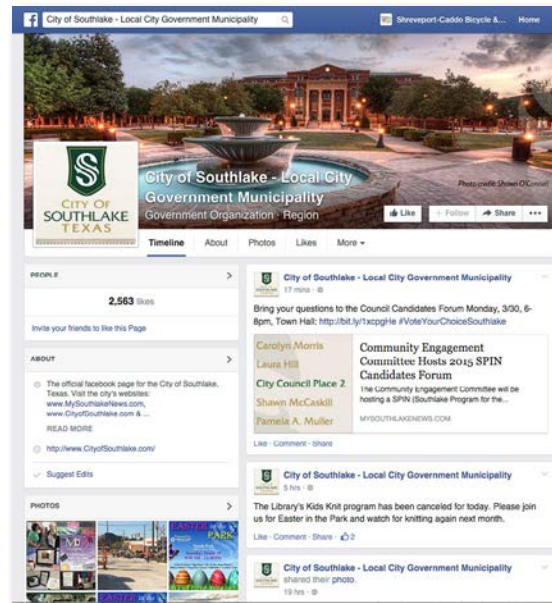 City of Southlake - Local City Government Municipality
Shreveport-Caddo Bicycle &...
Home
Photo credit: Shawn O'Connell
CITY OF
SOUTHLAKE
TEXAS
City of Southlake - Local City
Government Municipality
Government Organization · Region
Like
Follow
Share
Timeline
About
Photos
Likes
More
PEOPLE
2,563 likes
Invite your friends to like this Page
ABOUT
The official facebook page for the City of Southlake,
Texas. Visit the city's websites:
www.MySouthlakeNews.com,
www.CityofSouthlake.com & ...
READ MORE
http://www.CityofSouthlake.com/
Suggest Edits
PHOTOS
EASTER in the
PARK
City of Southlake - Local City Government Municipality
17 mins ·
Bring your questions to the Council Candidates Forum Monday, 3/30, 6-
8pm, Town Hall: http://bit.ly/1xcpgHe #VoteYourChoiceSouthlake
Carolyn Morris
Laura Hill
City Council Place 2
Shawn McCaskill
Pamela A. Muller
Community Engagement
Committee Hosts 2015 SPIN
Candidates Forum
The Community Engagement Committee will be
hosting a SPIN (Southlake Program for the...
MYSOUTHLAKENEWS.COM
Like · Comment · Share
City of Southlake - Local City Government Municipality
5 hrs ·
The Library's Kids Knit program has been canceled for today. Please join
us for Easter in the Park and watch for knitting again next month.
Like · Comment · Share · 2
City of Southlake - Local City Government Municipality
shared their photo.
19 hrs ·